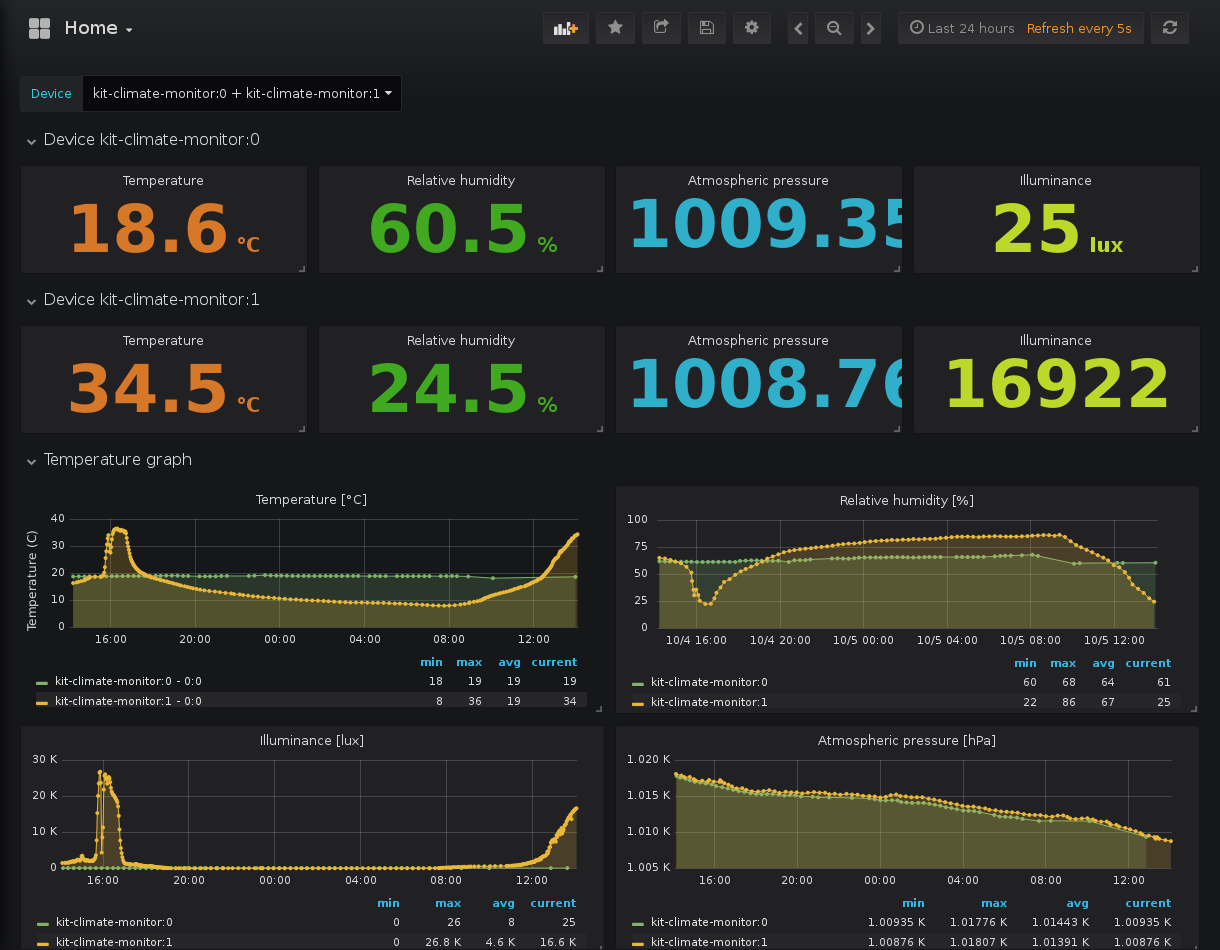 Home
Last 24 hours Refresh every 5s
Device kit-climate-monitor:0 + kit-climate-monitor:1
Device kit-climate-monitor:0
Temperature Relative humidity Atmospheric pressure Illuminance
18.6 °C 60.5 % 1009.35 25 lux
Device kit-climate-monitor:1
Temperature Relative humidity Atmospheric pressure Illuminance
34.5 °C 24.5 % 1008.76 16922
Temperature graph
Temperature [°C]
Temperature (C)
40
30
20
10
0
16:00 20:00 00:00 04:00 08:00 12:00
min max avg current
kit-climate-monitor:0 - 0:0 18 19 19 19
kit-climate-monitor:1 - 0:0 8 36 19 34
Relative humidity [%]
100
75
50
25
0
10/4 16:00 10/4 20:00 10/5 00:00 10/5 04:00 10/5 08:00 10/5 12:00
min max avg current
kit-climate-monitor:0 60 68 64 61
kit-climate-monitor:1 22 86 67 25
Illuminance [lux]
30 K
20 K
10 K
0
16:00 20:00 00:00 04:00 08:00 12:00
min max avg current
kit-climate-monitor:0 0 26 8 25
kit-climate-monitor:1 0 26.8 K 4.6 K 16.6 K
Atmospheric pressure [hPa]
1.020 K
1.015 K
1.010 K
1.005 K
16:00 20:00 00:00 04:00 08:00 12:00
min max avg current
kit-climate-monitor:0 1.00935 K 1.01776 K 1.01443 K 1.00935 K
kit-climate-monitor:1 1.00876 K 1.01807 K 1.01391 K 1.00876 K